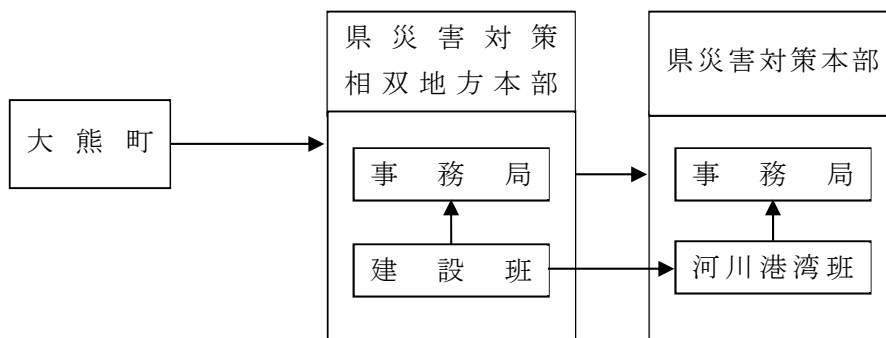 大熊町
県災害対策
相双地方本部
事務局
建設班
県災害対策本部
事務局
河川港湾班